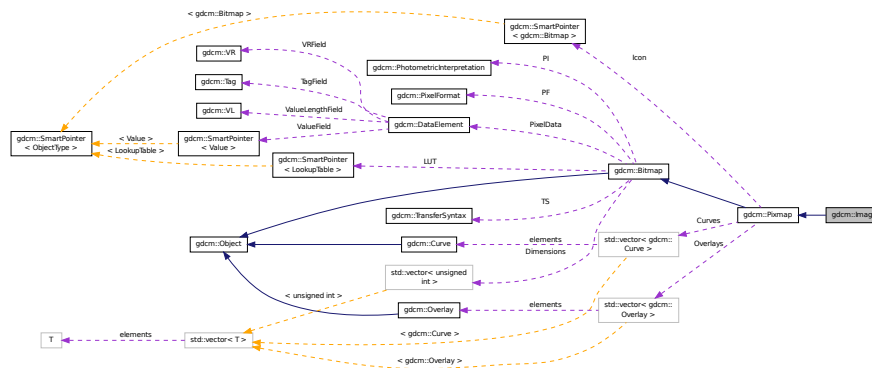 < gdcm::Bitmap >
gdcm::SmartPointer
< gdcm::Bitmap >
gdcm::VR
VRField
PI
Icon
gdcm::PhotometricInterpretation
gdcm::Tag
TagField
gdcm::PixelFormat
PF
gdcm::VL
ValueLengthField
gdcm::DataElement
PixelData
gdcm::SmartPointer
< ObjectType >
< Value >
gdcm::SmartPointer
< Value >
ValueField
< LookupTable >
gdcm::SmartPointer
< LookupTable >
LUT
gdcm::Bitmap
TS
gdcm::TransferSyntax
gdcm::Pixmap
gdcm::Imag
Curves
gdcm::Object
gdcm::Curve
elements
Dimensions
std::vector< gdcm::
Curve >
Overlays
std::vector< unsigned
int >
< unsigned int >
gdcm::Overlay
elements
std::vector< gdcm::
Overlay >
T
elements
std::vector< T >
< gdcm::Curve >
< gdcm::Overlay >